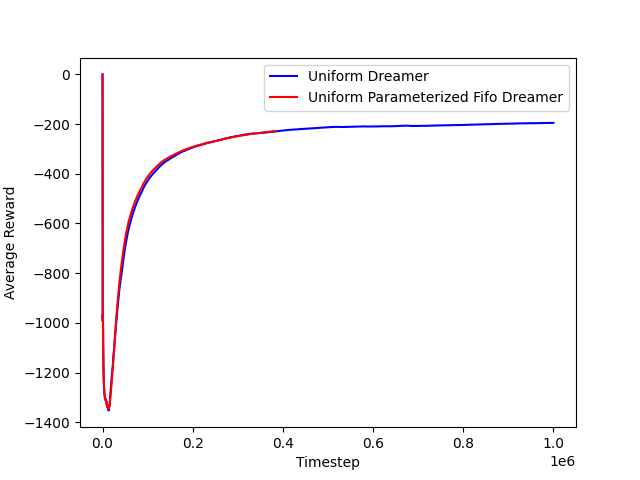 Uniform Dreamer
Uniform Parameterized Fifo Dreamer
Average Reward
0
−200
−400
−600
−800
−1000
−1200
−1400
0.0 0.2 0.4 0.6 0.8 1.0
1e6
Timestep